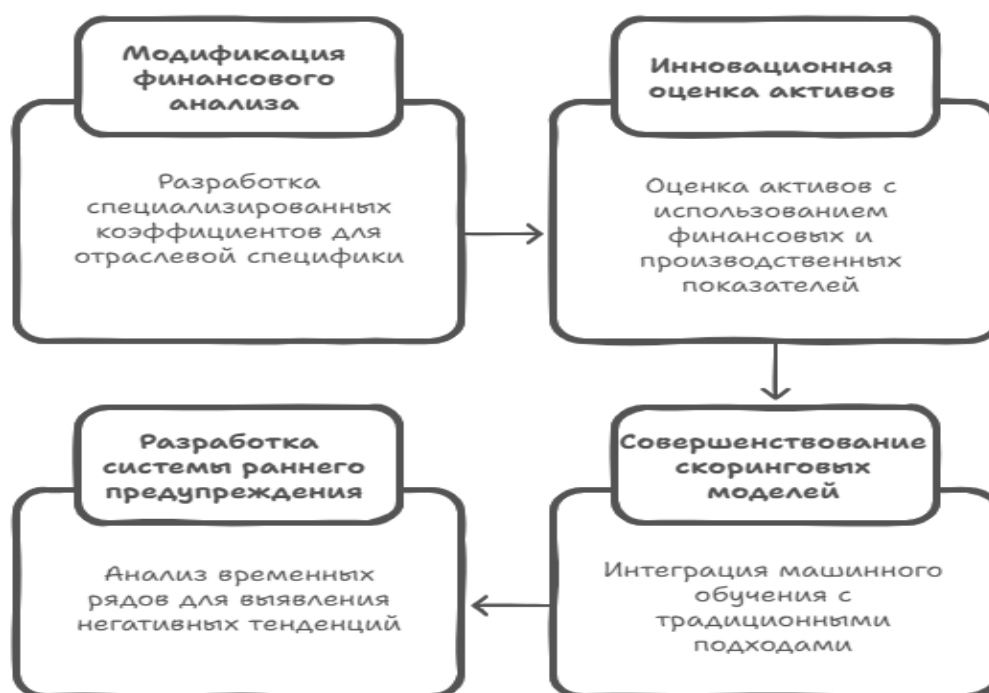 Модификация
финансового
анализа
Разработка
специализированных
коэффициентов для
отраслевой специфики
Инновационная
оценка активов
Оценка активов с
использованием
финансовых и
производственных
показателей
Совершенствование
скоринговых
моделей
Интеграция машинного
обучения с
традиционными
подходами
Разработка
системы раннего
предупреждения
Анализ временных
рядов для выявления
негативных тенденций